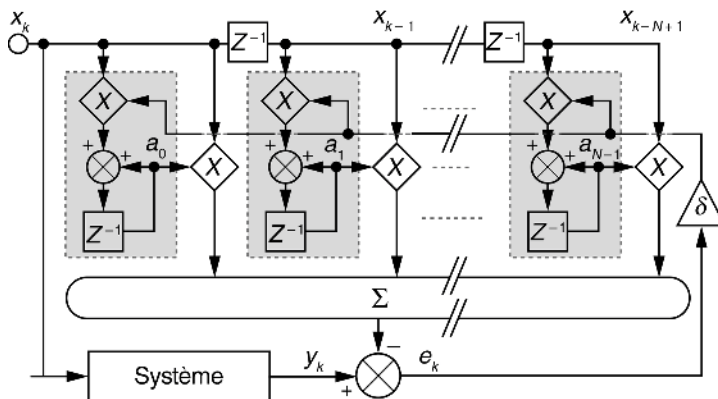 x_k x_{k-1} x_{k-N+1}
Z⁻¹ Z⁻¹
X X X
+ + a_0 + + a_1 + + a_{N-1}
X X X
δ
Z⁻¹ Z⁻¹ Z⁻¹
Σ
−
Système y_k + e_k